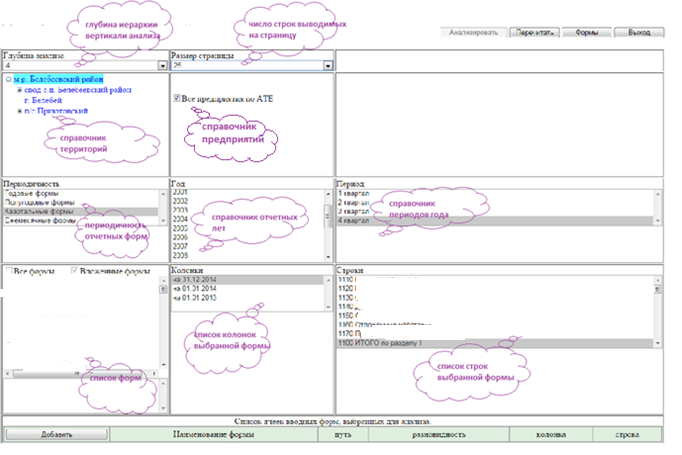 глубина иерархии
вертикали анализа
число строк выводимых
на страницу
Анализировать
Перечитать
Формы
Выход
Глубина анализа
Размер страницы
4
м.р. Белебеевский район
свод с.п. Белебеевский район
г. Белебей
п/с Приютовский
справочник
территорий
Все предприятия по АТЕ
справочник
предприятий
Периодичность
Год
Период
Годовые формы
Полугодовые формы
Квартальные формы
Ежемесячные формы
периодичность
отчетных форм
2001
2002
2003
2004
2005
2006
2007
2008
справочник отчетных
лет
1 квартал
2 квартал
3 квартал
4 квартал
справочник
периодов года
Все формы
Вложенные формы
Колонки
Строки
на 31.12.2014
на 01.01.2014
на 01.01.2013
список колонок
выбранной формы
1110
1120
1130
1140
1150
1160
1170
1100 ИТОГО по разделу I
список форм
список строк
выбранной формы
Список ячеек вводных форм, выбранных для анализа.
Добавить
Наименование формы
путь
разновидность
колонка
строка